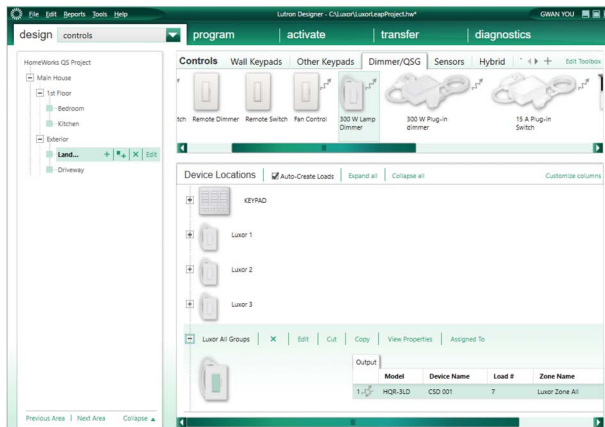 File Edit Reports Tools Help
Lutron Designer - C:\Luxor\LuxorLeapProject.hw*
GWAN YOU
design controls
program
activate
transfer
diagnostics
HomeWorks QS Project
Main House
1st Floor
Bedroom
Kitchen
Exterior
Land... Edit
Driveway
Previous Area | Next Area Collapse
Controls Wall Keypads Other Keypads Dimmer/QSG Sensors Hybrid Edit Toolbox
tch Remote Dimmer Remote Switch Fan Control 300 W Lamp Dimmer 300 W Plug-in dimmer 15 A Plug-in Switch
Device Locations Auto-Create Loads Expand all Collapse all Customize columns
KEYPAD
Luxor 1
Luxor 2
Luxor 3
Luxor All Groups Edit Cut Copy View Properties Assigned To
Output
Model Device Name Load # Zone Name
1 HQR-3LD CSD 001 7 Luxor Zone All